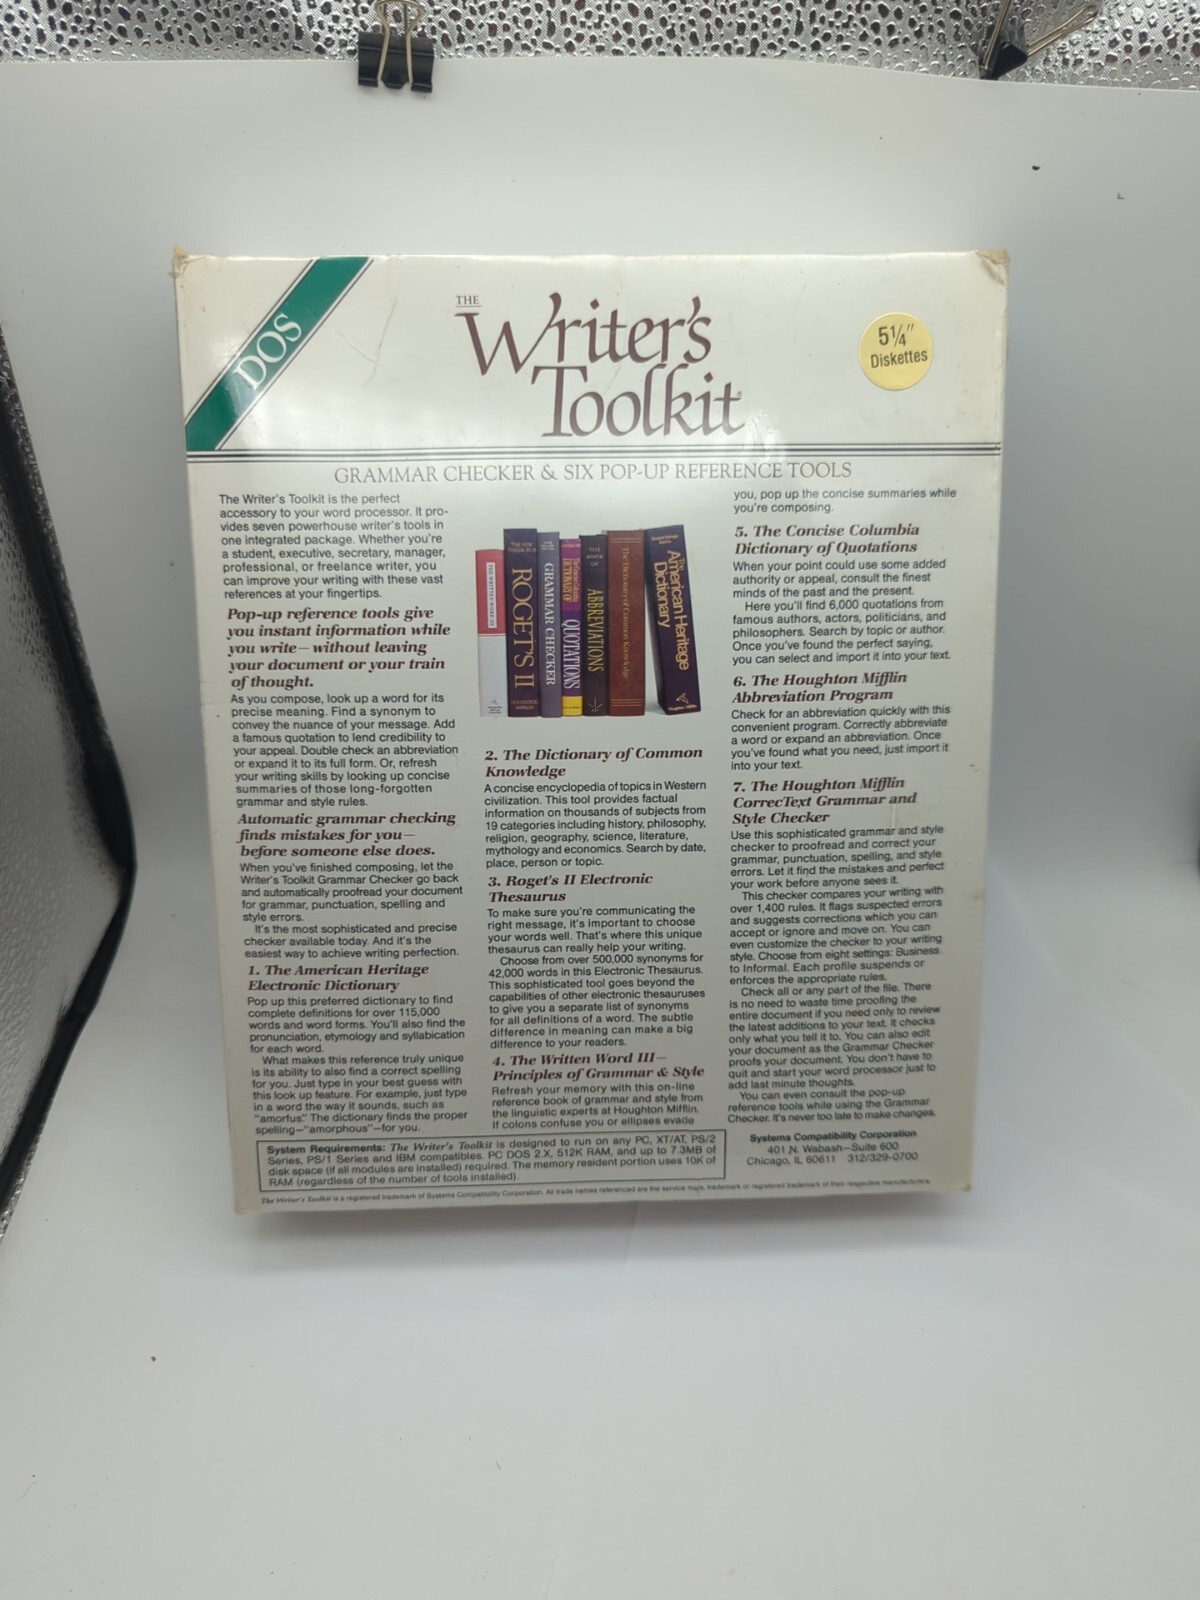 DOS
THE
Writer's
Toolkit
5¼"
Diskettes
GRAMMAR CHECKER & SIX POP-UP REFERENCE TOOLS
The Writer's Toolkit is the perfect
accessory to your word processor. It pro-
vides seven powerhouse writer's tools in
one integrated package. Whether you're
a student, executive, secretary, manager,
professional, or freelance writer, you
can improve your writing with these vast
references at your fingertips.
Pop-up reference tools give
you instant information while
you write—without leaving
your document or your train
of thought.
As you compose, look up a word for its
precise meaning. Find a synonym to
convey the nuance of your message. Add
a famous quotation to lend credibility to
your appeal. Double check an abbreviation
or expand it to its full form. Or, refresh
your writing skills by looking up concise
summaries of those long-forgotten
grammar and style rules.
Automatic grammar checking
finds mistakes for you—
before someone else does.
When you've finished composing, let the
Writer's Toolkit Grammar Checker go back
and automatically proofread your document
for grammar, punctuation, spelling and
style errors.
It's the most sophisticated and precise
checker available today. And it's the
easiest way to achieve writing perfection.
1. The American Heritage
Electronic Dictionary
Pop up this preferred dictionary to find
complete definitions for over 115,000
words and word forms. You'll also find the
pronunciation, etymology and syllabication
for each word.
What makes this reference truly unique
is its ability to also find a correct spelling
for you. Just type in your best guess with
this look up feature. For example, just type
in a word the way it sounds, such as
"amorfus." The dictionary finds the proper
spelling—"amorphous"—for you.
THE WRITTEN WORD III
ROGET'S II
GRAMMAR CHECKER
DICTIONARY OF
QUOTATIONS
THE BOOK OF
ABBREVIATIONS
The Dictionary of Common Knowledge
The
American Heritage
Dictionary
2. The Dictionary of Common
Knowledge
A concise encyclopedia of topics in Western
civilization. This tool provides factual
information on thousands of subjects from
19 categories including history, philosophy,
religion, geography, science, literature,
mythology and economics. Search by date,
place, person or topic.
3. Roget's II Electronic
Thesaurus
To make sure you're communicating the
right message, it's important to choose
your words well. That's where this unique
thesaurus can really help your writing.
Choose from over 500,000 synonyms for
42,000 words in this Electronic Thesaurus.
This sophisticated tool goes beyond the
capabilities of other electronic thesauruses
to give you a separate list of synonyms
for all definitions of a word. The subtle
difference in meaning can make a big
difference to your readers.
4. The Written Word III—
Principles of Grammar & Style
Refresh your memory with this on-line
reference book of grammar and style from
the linguistic experts at Houghton Mifflin.
If colons confuse you or ellipses evade
you, pop up the concise summaries while
you're composing.
5. The Concise Columbia
Dictionary of Quotations
When your point could use some added
authority or appeal, consult the finest
minds of the past and the present.
Here you'll find 6,000 quotations from
famous authors, actors, politicians, and
philosophers. Search by topic or author.
Once you've found the perfect saying,
you can select and import it into your text.
6. The Houghton Mifflin
Abbreviation Program
Check for an abbreviation quickly with this
convenient program. Correctly abbreviate
a word or expand an abbreviation. Once
you've found what you need, just import it
into your text.
7. The Houghton Mifflin
CorrecText Grammar and
Style Checker
Use this sophisticated grammar and style
checker to proofread and correct your
grammar, punctuation, spelling, and style
errors. Let it find the mistakes and perfect
your work before anyone sees it.
This checker compares your writing with
over 1,400 rules. It flags suspected errors
and suggests corrections which you can
accept or ignore and move on. You can
even customize the checker to your writing
style. Choose from eight settings: Business
to Informal. Each profile suspends or
enforces the appropriate rules.
Check all or any part of the file. There
is no need to waste time proofing the
entire document if you need only to review
the latest additions to your text. It checks
only what you tell it to. You can also edit
your document as the Grammar Checker
proofs your document. You don't have to
quit and start your word processor just to
add last minute thoughts.
You can even consult the pop-up
reference tools while using the Grammar
Checker. It's never too late to make changes.
System Requirements: The Writer's Toolkit is designed to run on any PC, XT/AT, PS/2
Series, PS/1 Series and IBM compatibles. PC DOS 2.X, 512K RAM, and up to 7.3MB of
disk space (if all modules are installed) required. The memory resident portion uses 10K of
RAM (regardless of the number of tools installed).
Systems Compatibility Corporation
401 N. Wabash—Suite 600
Chicago, IL 60611 312/329-0700
The Writer's Toolkit is a registered trademark of Systems Compatibility Corporation. All trade names referenced are the service mark, trademark or registered trademark of their respective manufacturers.